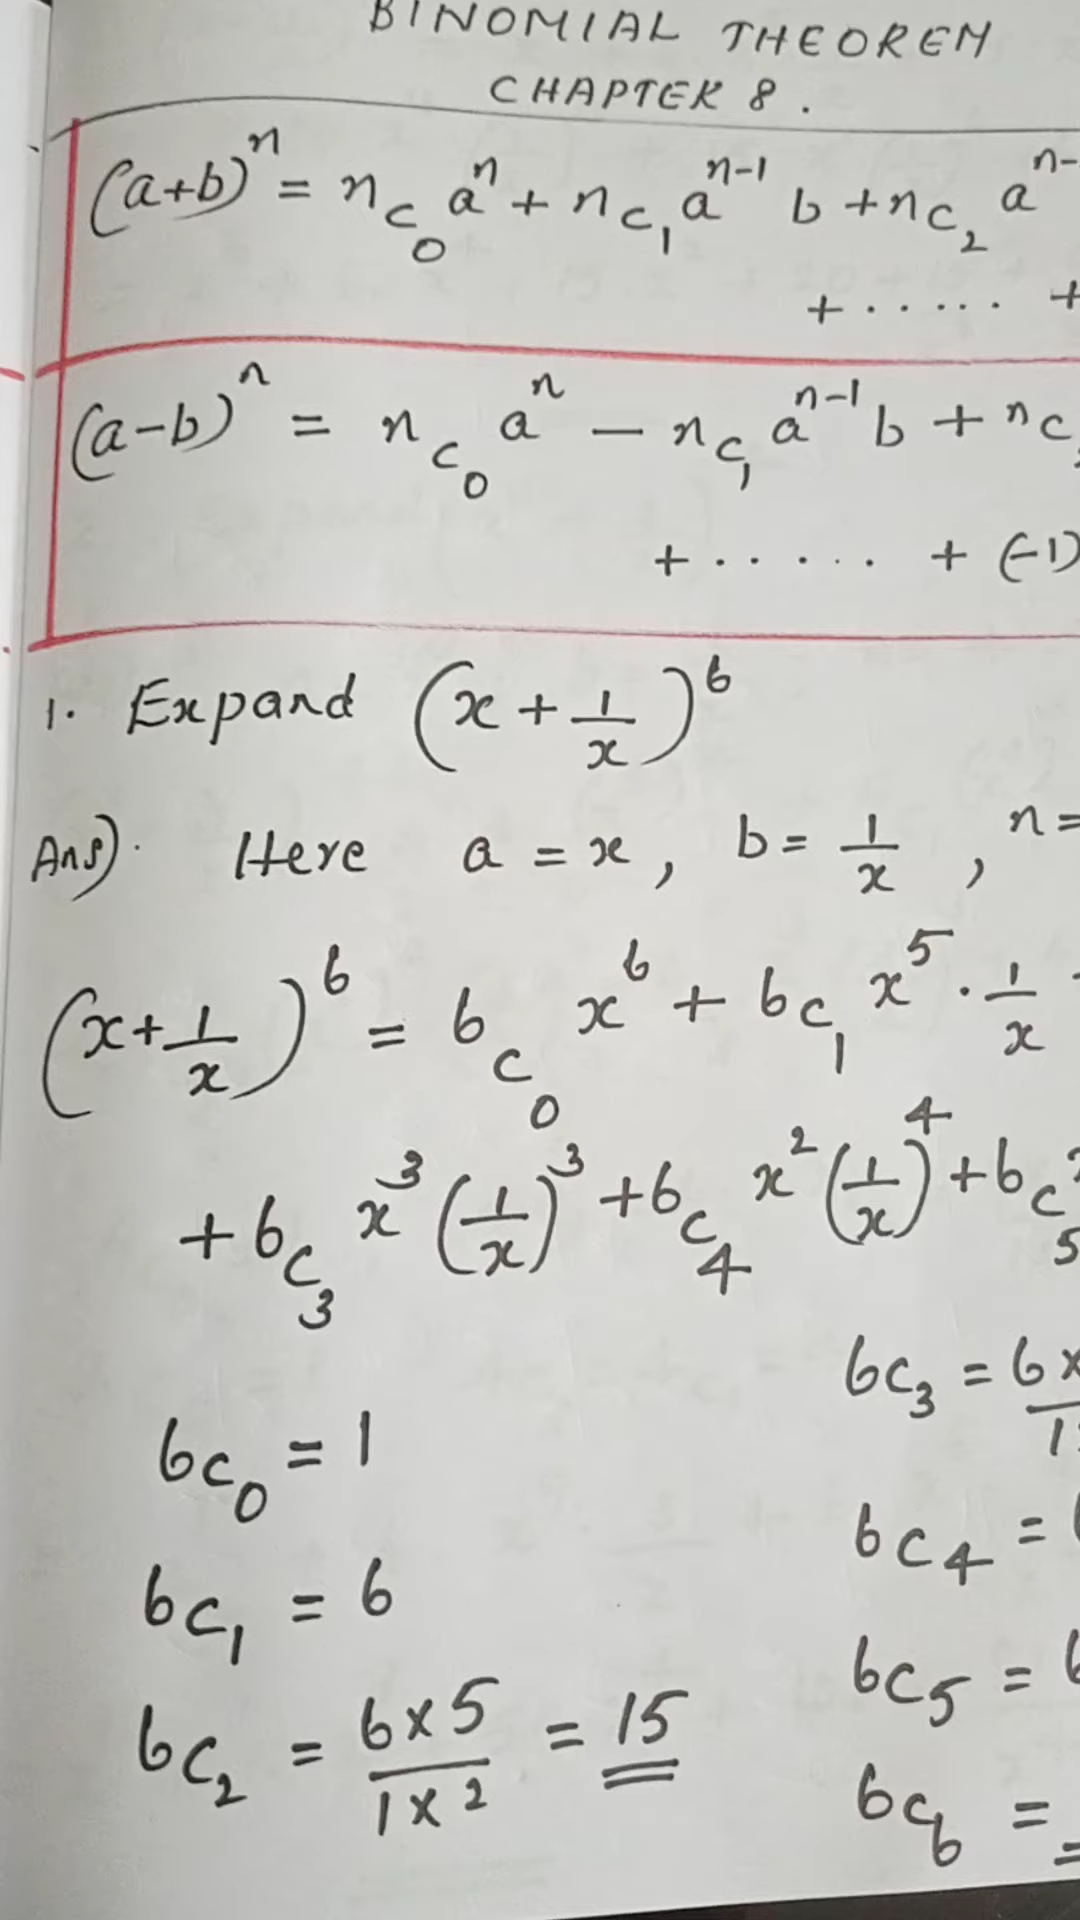 BINOMIAL THEOREM
CHAPTER 8.
(a+b)^n = nC0 a^n + nC1 a^(n-1) b + nC2 a^(n-
+ ..... +
(a-b)^n = nC0 a^n - nC1 a^(n-1) b + nC
+ ..... + (-1)
1. Expand (x + 1/x)^6
Ans). Here a = x, b = 1/x, n =
(x + 1/x)^6 = 6C0 x^6 + 6C1 x^5 . 1/x
+ 6C3 x^3 (1/x)^3 + 6C4 x^2 (1/x)^4 + 6C5
6C3 = 6×
6C0 = 1
6C4 =
6C1 = 6
6C5 =
6C2 = 6×5/1×2 = 15
6C6 =